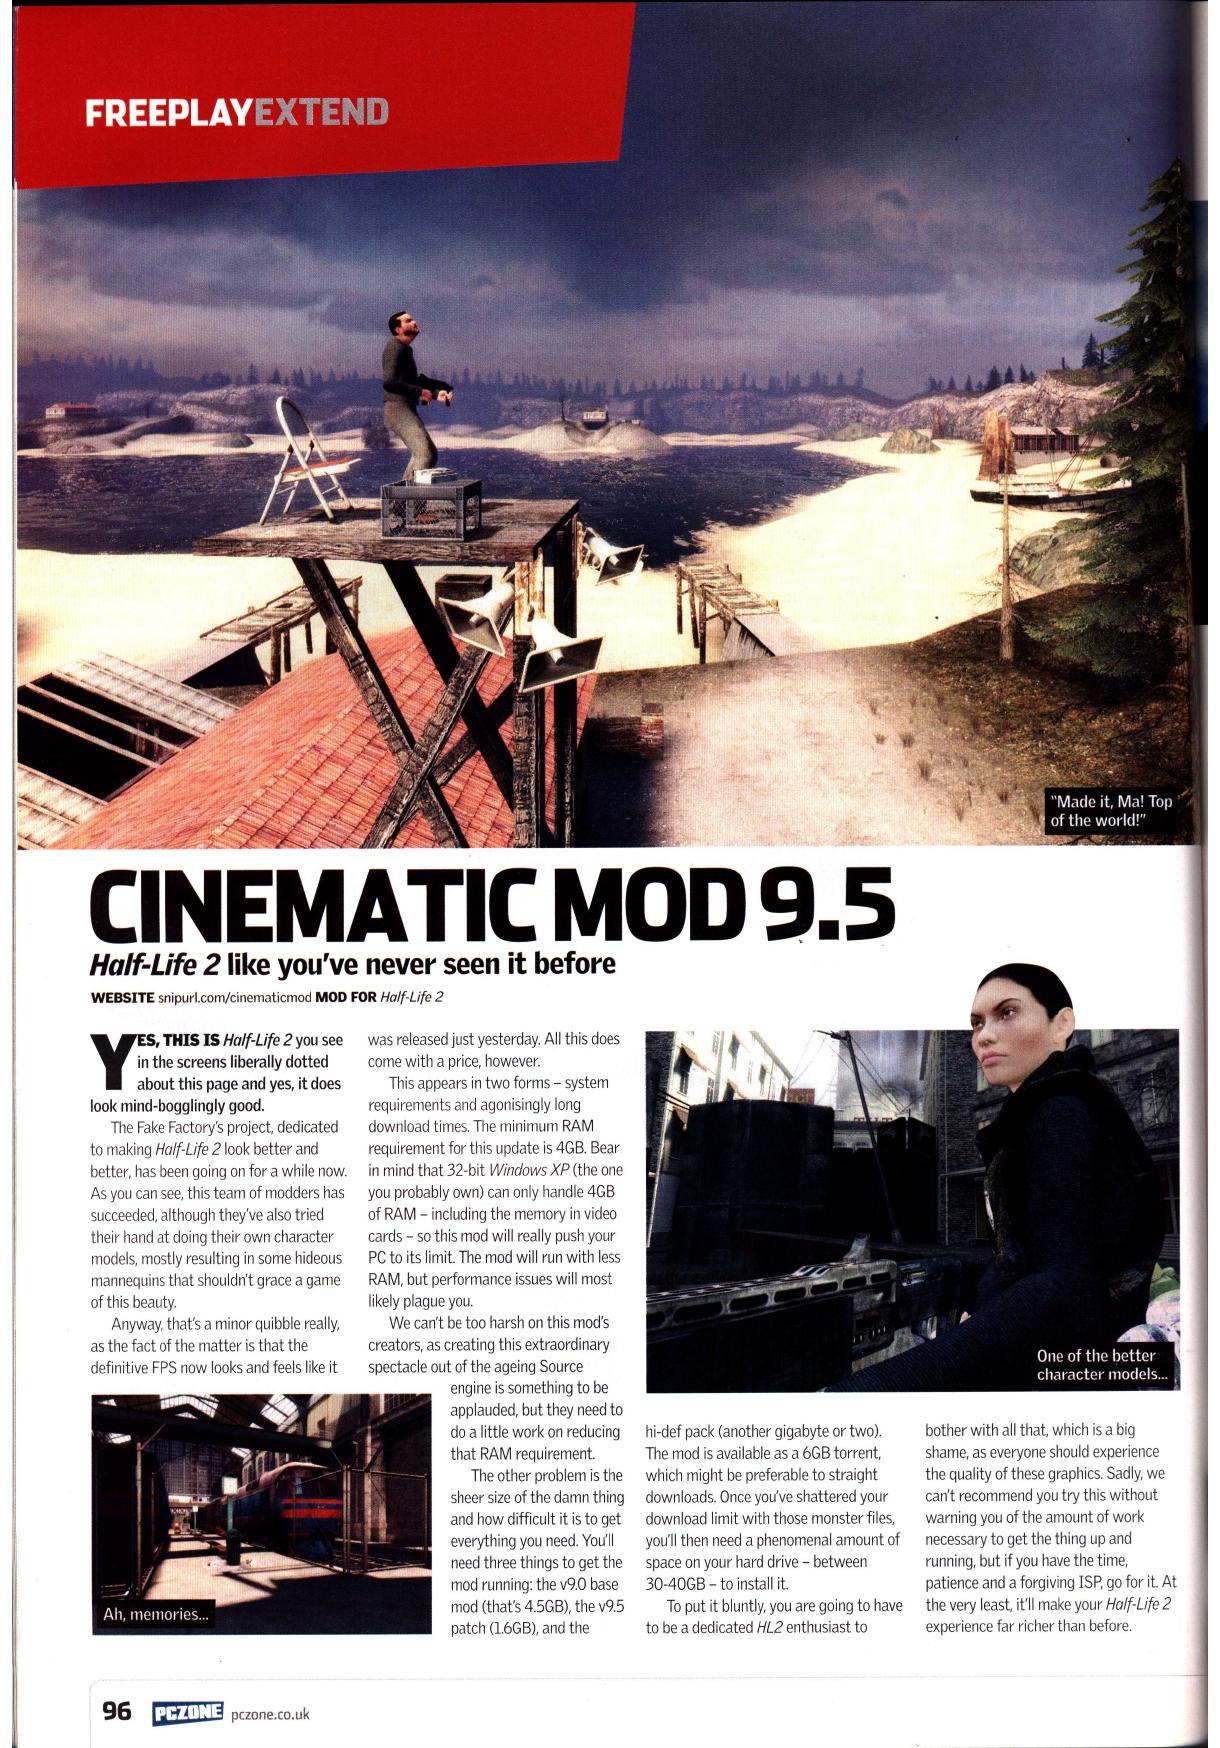 FREEPLAYEXTEND
"Made it, Ma! Top
of the world!"
CINEMATIC MOD 9.5
Half-Life 2 like you've never seen it before
WEBSITE snipurl.com/cinematicmod MOD FOR Half-Life 2
YES, THIS IS Half-Life 2 you see
in the screens liberally dotted
about this page and yes, it does
look mind-bogglingly good.
The Fake Factory's project, dedicated
to making Half-Life 2 look better and
better, has been going on for a while now.
As you can see, this team of modders has
succeeded, although they've also tried
their hand at doing their own character
models, mostly resulting in some hideous
mannequins that shouldn't grace a game
of this beauty.
Anyway, that's a minor quibble really,
as the fact of the matter is that the
definitive FPS now looks and feels like it
was released just yesterday. All this does
come with a price, however.
This appears in two forms – system
requirements and agonisingly long
download times. The minimum RAM
requirement for this update is 4GB. Bear
in mind that 32-bit Windows XP (the one
you probably own) can only handle 4GB
of RAM – including the memory in video
cards – so this mod will really push your
PC to its limit. The mod will run with less
RAM, but performance issues will most
likely plague you.
We can't be too harsh on this mod's
creators, as creating this extraordinary
spectacle out of the ageing Source
engine is something to be
applauded, but they need to
do a little work on reducing
that RAM requirement.
The other problem is the
sheer size of the damn thing
and how difficult it is to get
everything you need. You'll
need three things to get the
mod running: the v9.0 base
mod (that's 4.5GB), the v9.5
patch (1.6GB), and the
hi-def pack (another gigabyte or two).
The mod is available as a 6GB torrent,
which might be preferable to straight
downloads. Once you've shattered your
download limit with those monster files,
you'll then need a phenomenal amount of
space on your hard drive – between
30-40GB – to install it.
To put it bluntly, you are going to have
to be a dedicated HL2 enthusiast to
bother with all that, which is a big
shame, as everyone should experience
the quality of these graphics. Sadly, we
can't recommend you try this without
warning you of the amount of work
necessary to get the thing up and
running, but if you have the time,
patience and a forgiving ISP, go for it. At
the very least, it'll make your Half-Life 2
experience far richer than before.
One of the better
character models...
Ah, memories...
96 PCZONE pczone.co.uk